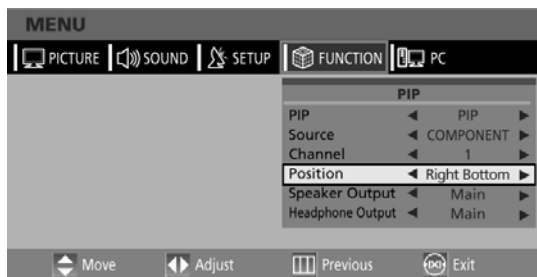 MENU
PICTURE SOUND SETUP FUNCTION PC
PIP
PIP PIP
Source COMPONENT
Channel 1
Position Right Bottom
Speaker Output Main
Headphone Output Main
Move Adjust Previous Exit